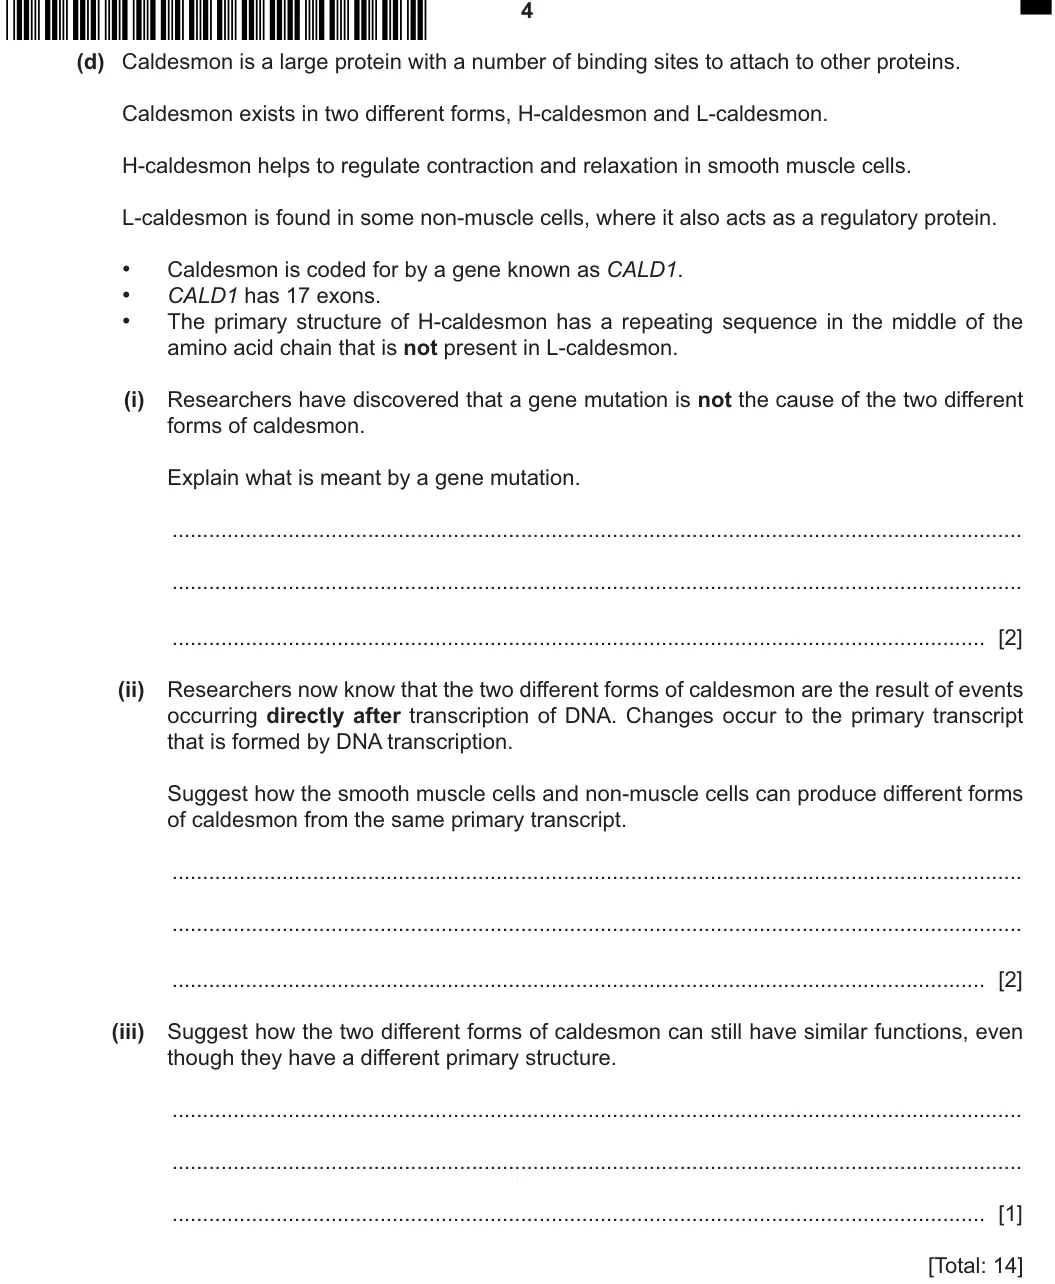 4
(d) Caldesmon is a large protein with a number of binding sites to attach to other proteins.
Caldesmon exists in two different forms, H-caldesmon and L-caldesmon.
H-caldesmon helps to regulate contraction and relaxation in smooth muscle cells.
L-caldesmon is found in some non-muscle cells, where it also acts as a regulatory protein.
• Caldesmon is coded for by a gene known as CALD1.
• CALD1 has 17 exons.
• The primary structure of H-caldesmon has a repeating sequence in the middle of the
amino acid chain that is not present in L-caldesmon.
(i) Researchers have discovered that a gene mutation is not the cause of the two different
forms of caldesmon.
Explain what is meant by a gene mutation.
[2]
(ii) Researchers now know that the two different forms of caldesmon are the result of events
occurring directly after transcription of DNA. Changes occur to the primary transcript
that is formed by DNA transcription.
Suggest how the smooth muscle cells and non-muscle cells can produce different forms
of caldesmon from the same primary transcript.
[2]
(iii) Suggest how the two different forms of caldesmon can still have similar functions, even
though they have a different primary structure.
[1]
[Total: 14]